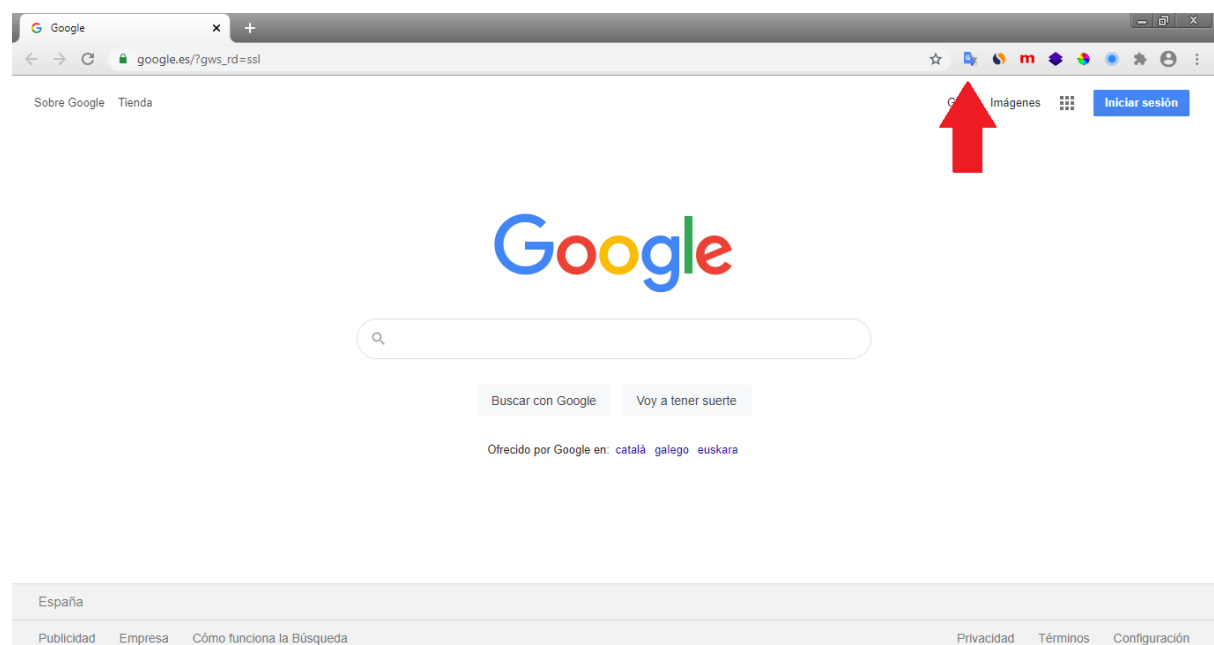 Google
google.es/?gws_rd=ssl
m
Sobre Google Tienda Imágenes Iniciar sesión
Google
Buscar con Google Voy a tener suerte
Ofrecido por Google en: català galego euskara
España
Publicidad Empresa Cómo funciona la Búsqueda Privacidad Términos Configuración